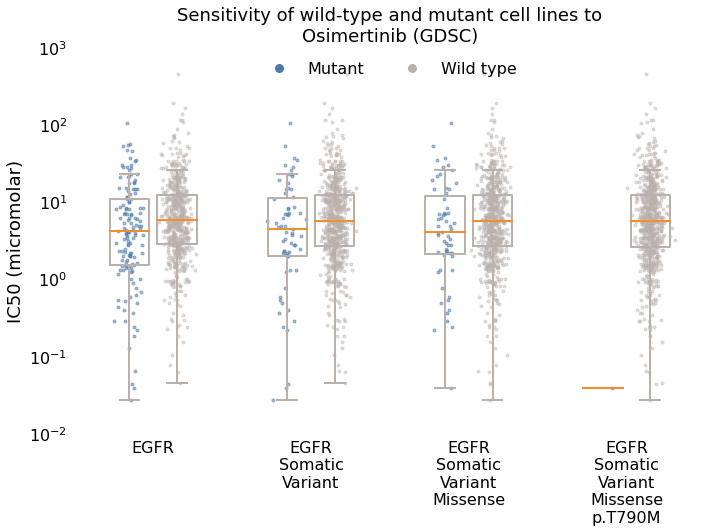 Sensitivity of wild-type and mutant cell lines to
Osimertinib (GDSC)
Mutant
Wild type
IC50 (micromolar)
10³
10²
10¹
10⁰
10⁻¹
10⁻²
EGFR
EGFR
Somatic
Variant
EGFR
Somatic
Variant
Missense
EGFR
Somatic
Variant
Missense
p.T790M